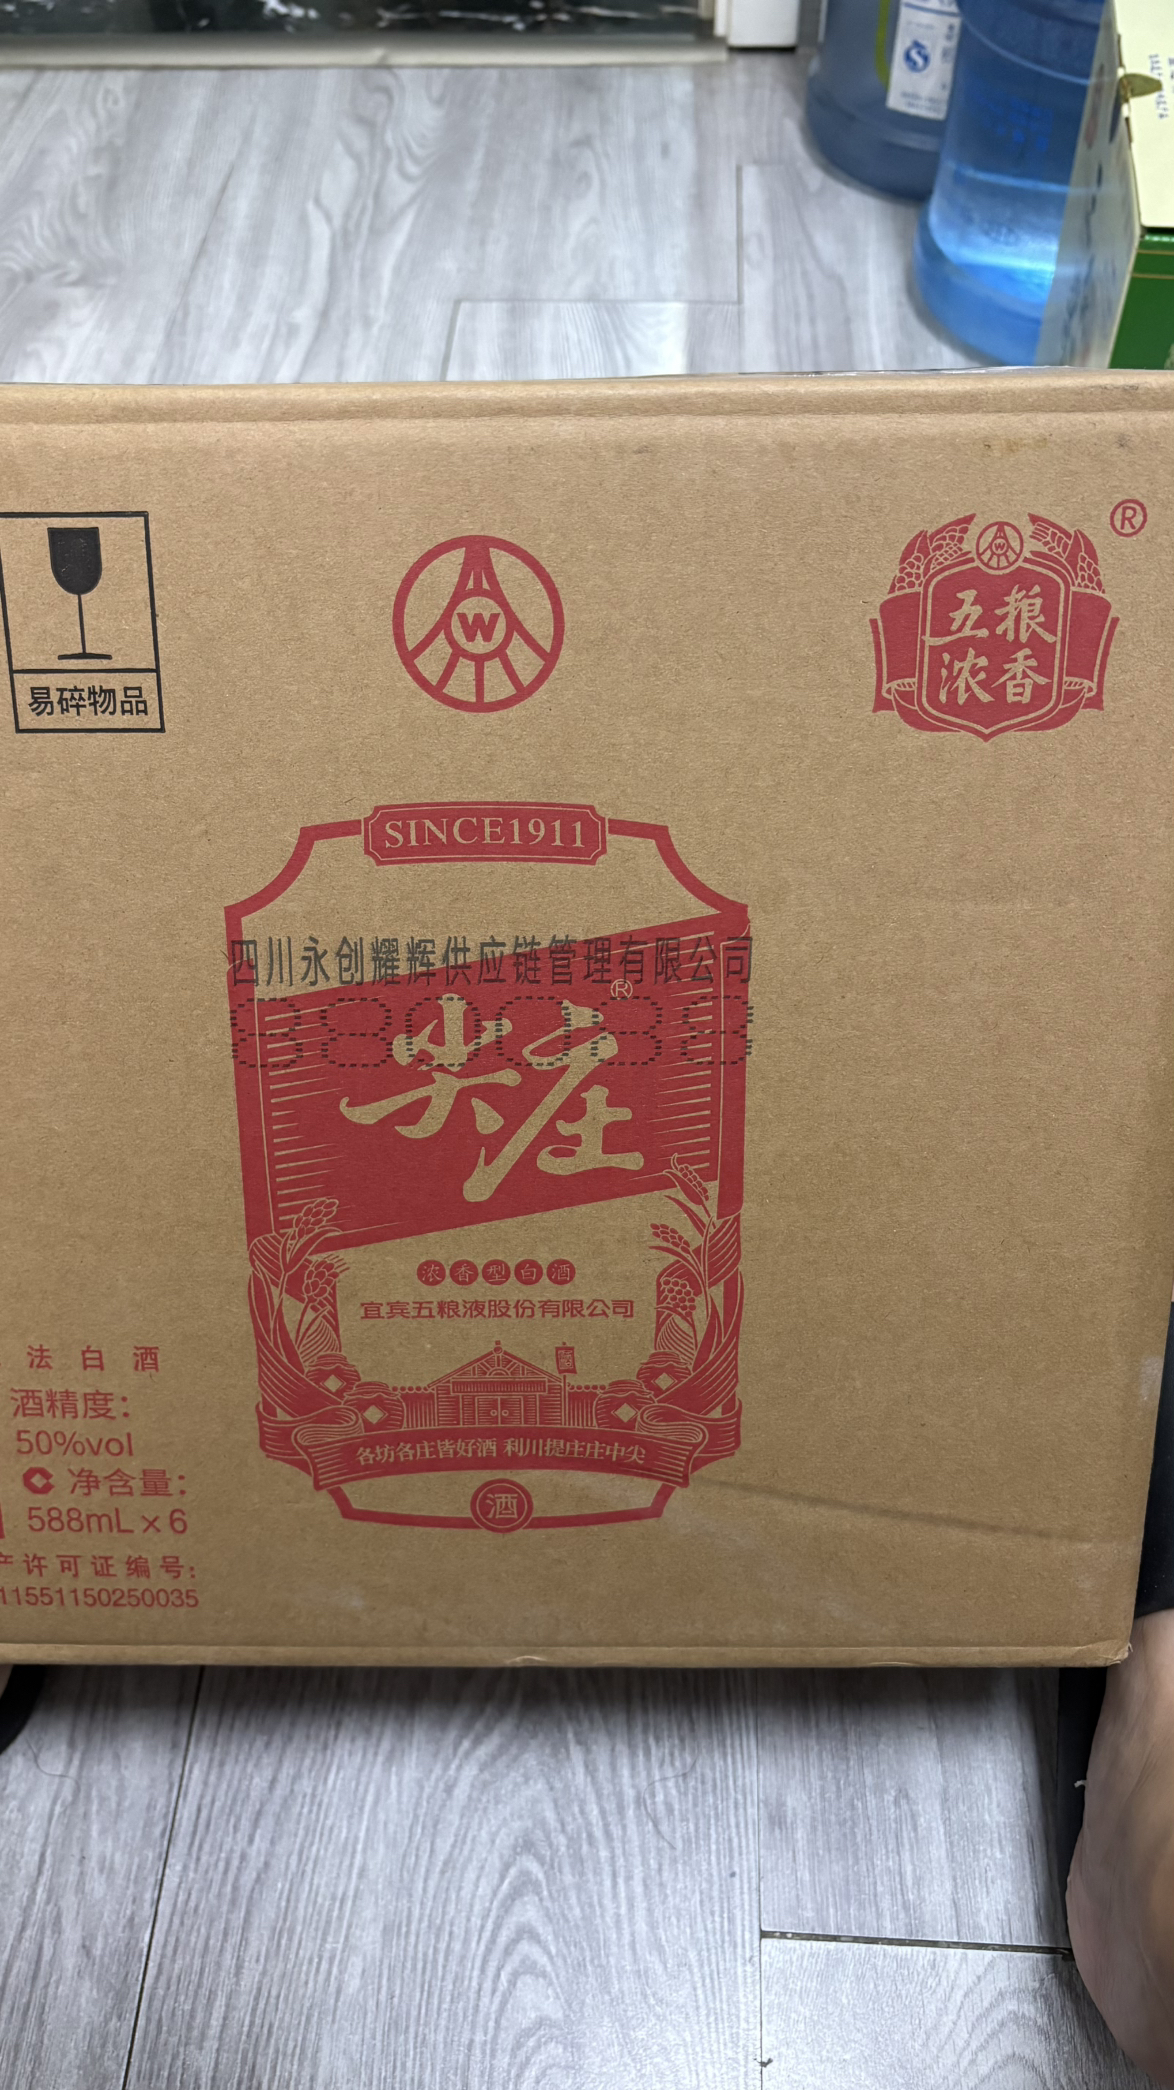 易碎物品
W
W
五粮
浓香
®
SINCE1911
四川永创耀辉供应链管理有限公司
880088
尖庄®
浓香型白酒
宜宾五粮液股份有限公司
各坊各庄皆好酒 利川提庄庄中尖
酒
法白酒
酒精度：
50%vol
净含量：
588mL×6
产许可证编号：
11551150250035